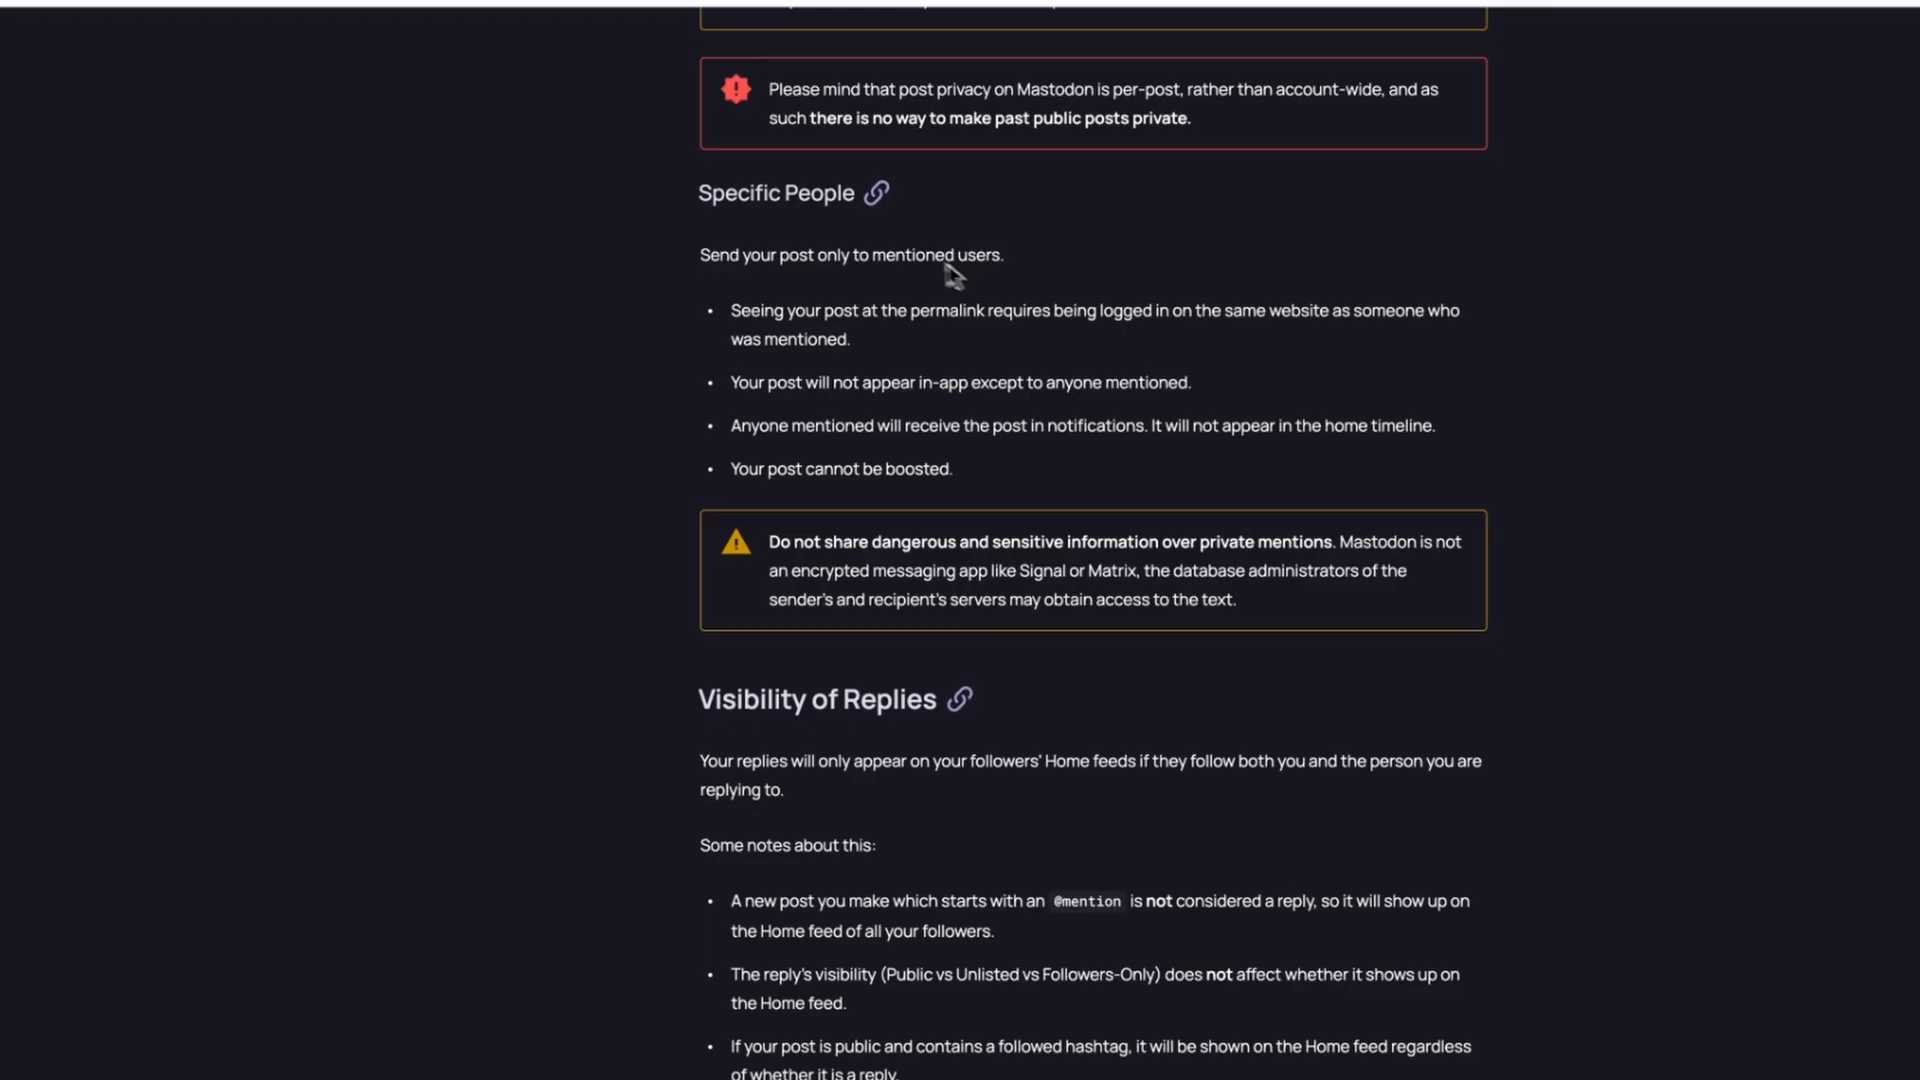 Please mind that post privacy on Mastodon is per-post, rather than account-wide, and as
such there is no way to make past public posts private.
Specific People
Send your post only to mentioned users.
• Seeing your post at the permalink requires being logged in on the same website as someone who
was mentioned.
• Your post will not appear in-app except to anyone mentioned.
• Anyone mentioned will receive the post in notifications. It will not appear in the home timeline.
• Your post cannot be boosted.
Do not share dangerous and sensitive information over private mentions. Mastodon is not
an encrypted messaging app like Signal or Matrix, the database administrators of the
sender's and recipient's servers may obtain access to the text.
Visibility of Replies
Your replies will only appear on your followers' Home feeds if they follow both you and the person you are
replying to.
Some notes about this:
• A new post you make which starts with an @mention is not considered a reply, so it will show up on
the Home feed of all your followers.
• The reply's visibility (Public vs Unlisted vs Followers-Only) does not affect whether it shows up on
the Home feed.
• If your post is public and contains a followed hashtag, it will be shown on the Home feed regardless
of whether it is a reply.